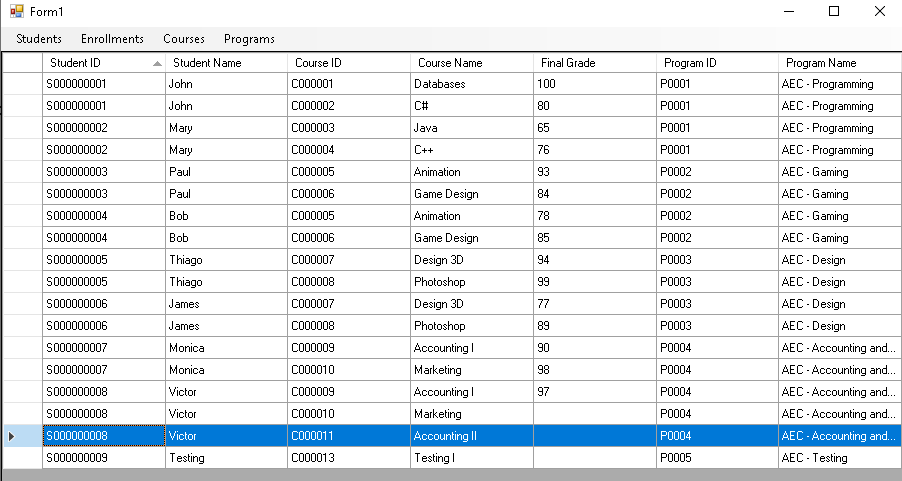 Form1
Students Enrollments Courses Programs
Student ID Student Name Course ID Course Name Final Grade Program ID Program Name
S000000001 John C000001 Databases 100 P0001 AEC - Programming
S000000001 John C000002 C# 80 P0001 AEC - Programming
S000000002 Mary C000003 Java 65 P0001 AEC - Programming
S000000002 Mary C000004 C++ 76 P0001 AEC - Programming
S000000003 Paul C000005 Animation 93 P0002 AEC - Gaming
S000000003 Paul C000006 Game Design 84 P0002 AEC - Gaming
S000000004 Bob C000005 Animation 78 P0002 AEC - Gaming
S000000004 Bob C000006 Game Design 85 P0002 AEC - Gaming
S000000005 Thiago C000007 Design 3D 94 P0003 AEC - Design
S000000005 Thiago C000008 Photoshop 99 P0003 AEC - Design
S000000006 James C000007 Design 3D 77 P0003 AEC - Design
S000000006 James C000008 Photoshop 89 P0003 AEC - Design
S000000007 Monica C000009 Accounting I 90 P0004 AEC - Accounting and...
S000000007 Monica C000010 Marketing 98 P0004 AEC - Accounting and...
S000000008 Victor C000009 Accounting I 97 P0004 AEC - Accounting and...
S000000008 Victor C000010 Marketing P0004 AEC - Accounting and...
S000000008 Victor C000011 Accounting II P0004 AEC - Accounting and...
S000000009 Testing C000013 Testing I P0005 AEC - Testing